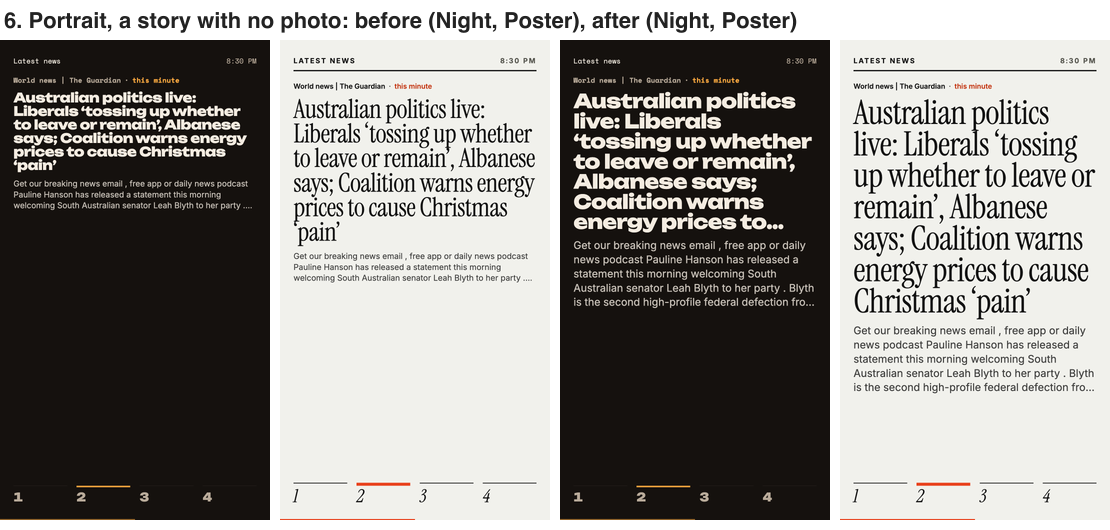 6. Portrait, a story with no photo: before (Night, Poster), after (Night, Poster)
Latest news 8:30 PM
World news | The Guardian · this minute
Australian politics live:
Liberals ‘tossing up whether
to leave or remain’, Albanese
says; Coalition warns energy
prices to cause Christmas
‘pain’
Get our breaking news email , free app or daily news podcast
Pauline Hanson has released a statement this morning
welcoming South Australian senator Leah Blyth to her party ....
1 2 3 4
LATEST NEWS 8:30 PM
World news | The Guardian · this minute
Australian politics live:
Liberals ‘tossing up whether
to leave or remain’, Albanese
says; Coalition warns energy
prices to cause Christmas
‘pain’
Get our breaking news email , free app or daily news podcast
Pauline Hanson has released a statement this morning
welcoming South Australian senator Leah Blyth to her party ....
1 2 3 4
Latest news 8:30 PM
World news | The Guardian · this minute
Australian politics
live: Liberals
‘tossing up whether
to leave or remain’,
Albanese says;
Coalition warns
energy prices to...
Get our breaking news email , free app or daily
news podcast Pauline Hanson has released a
statement this morning welcoming South
Australian senator Leah Blyth to her party . Blyth
is the second high-profile federal defection fro...
1 2 3 4
LATEST NEWS 8:30 PM
World news | The Guardian · this minute
Australian politics
live: Liberals ‘tossing
up whether to leave or
remain’, Albanese
says; Coalition warns
energy prices to cause
Christmas ‘pain’
Get our breaking news email , free app or daily
news podcast Pauline Hanson has released a
statement this morning welcoming South
Australian senator Leah Blyth to her party . Blyth
is the second high-profile federal defection fro...
1 2 3 4